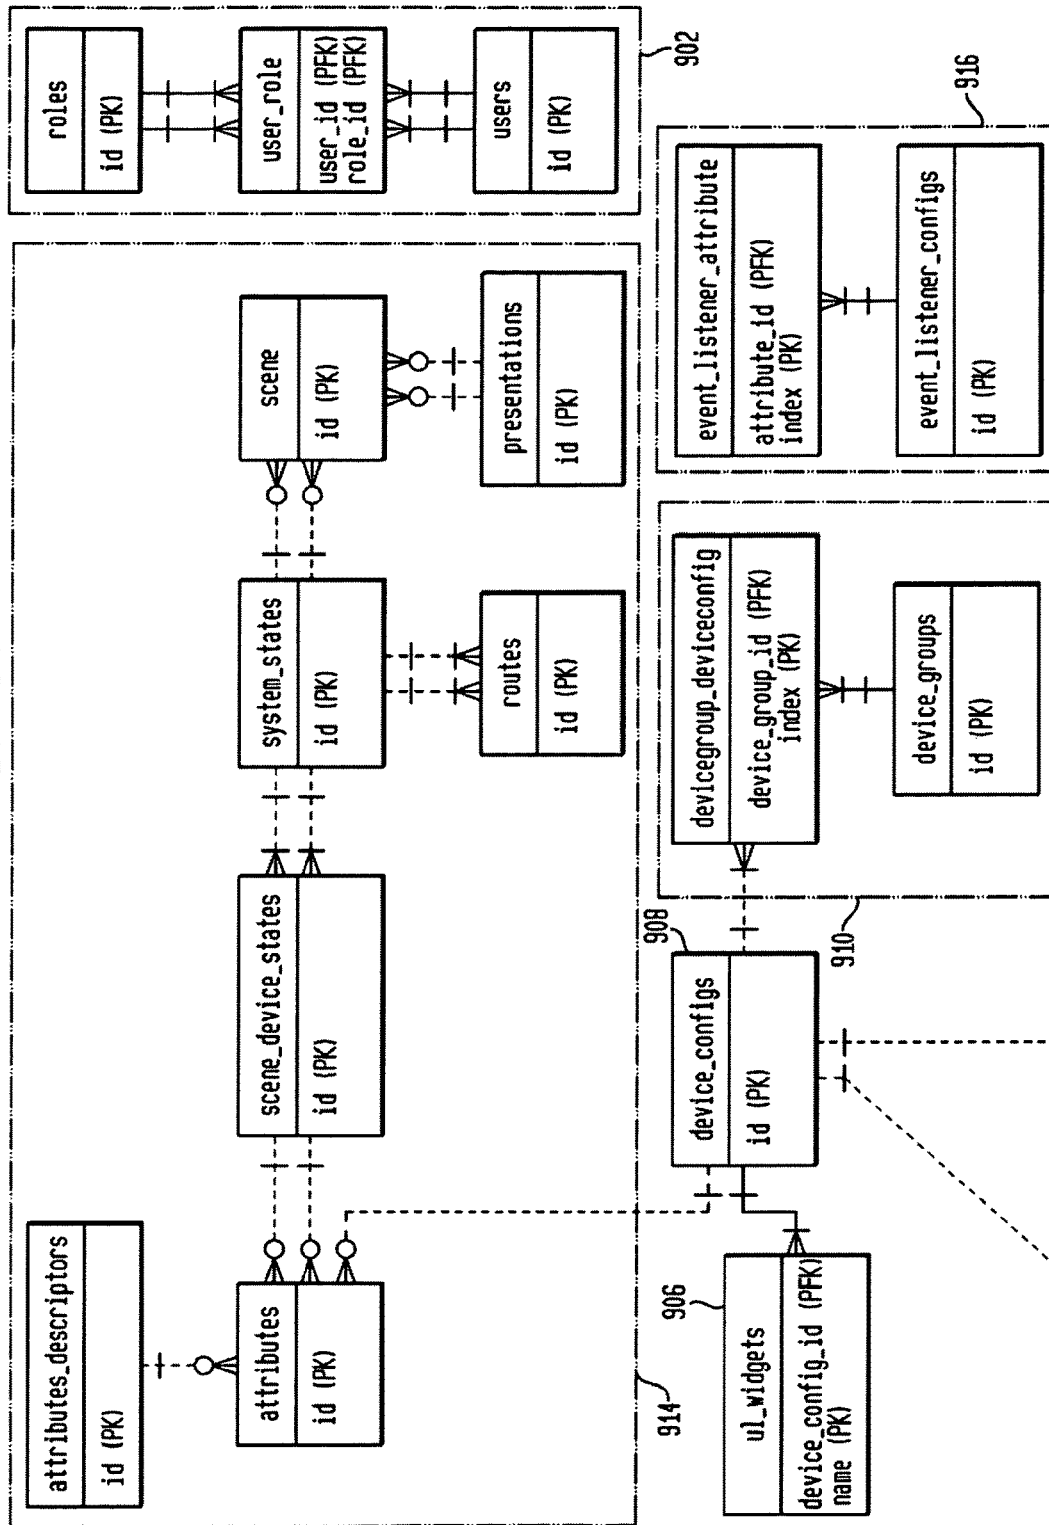 attributes_descriptors
id (PK)
attributes
id (PK)
scene_device_states
id (PK)
system_states
id (PK)
scene
id (PK)
routes
id (PK)
presentations
id (PK)
914
roles
id (PK)
user_role
user_id (PFK)
role_id (PFK)
users
id (PK)
902
ul_widgets
device_config_id (PFK)
name (PK)
906
device_configs
id (PK)
908
devicegroup_deviceconfig
device_group_id (PFK)
index (PK)
device_groups
id (PK)
910
event_listener_attribute
attribute_id (PFK)
index (PK)
event_listener_configs
id (PK)
916